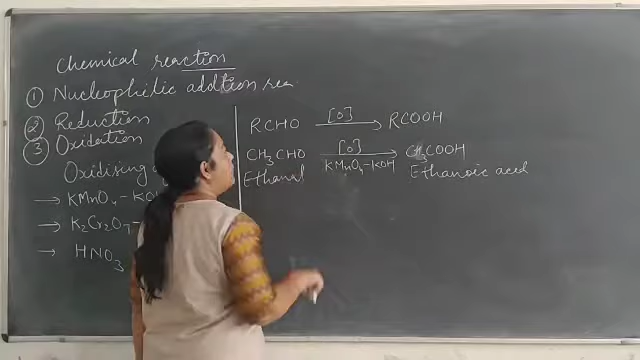 Chemical reaction
① Nucleophilic addition rea
② Reduction
③ Oxidation
Oxidising
→ KMnO4 - KOH
→ K2Cr2O7 -
→ HNO3
RCHO [O]→ RCOOH
CH3CHO [O]→ KMnO4-KOH CH3COOH
Ethanal Ethanoic acid